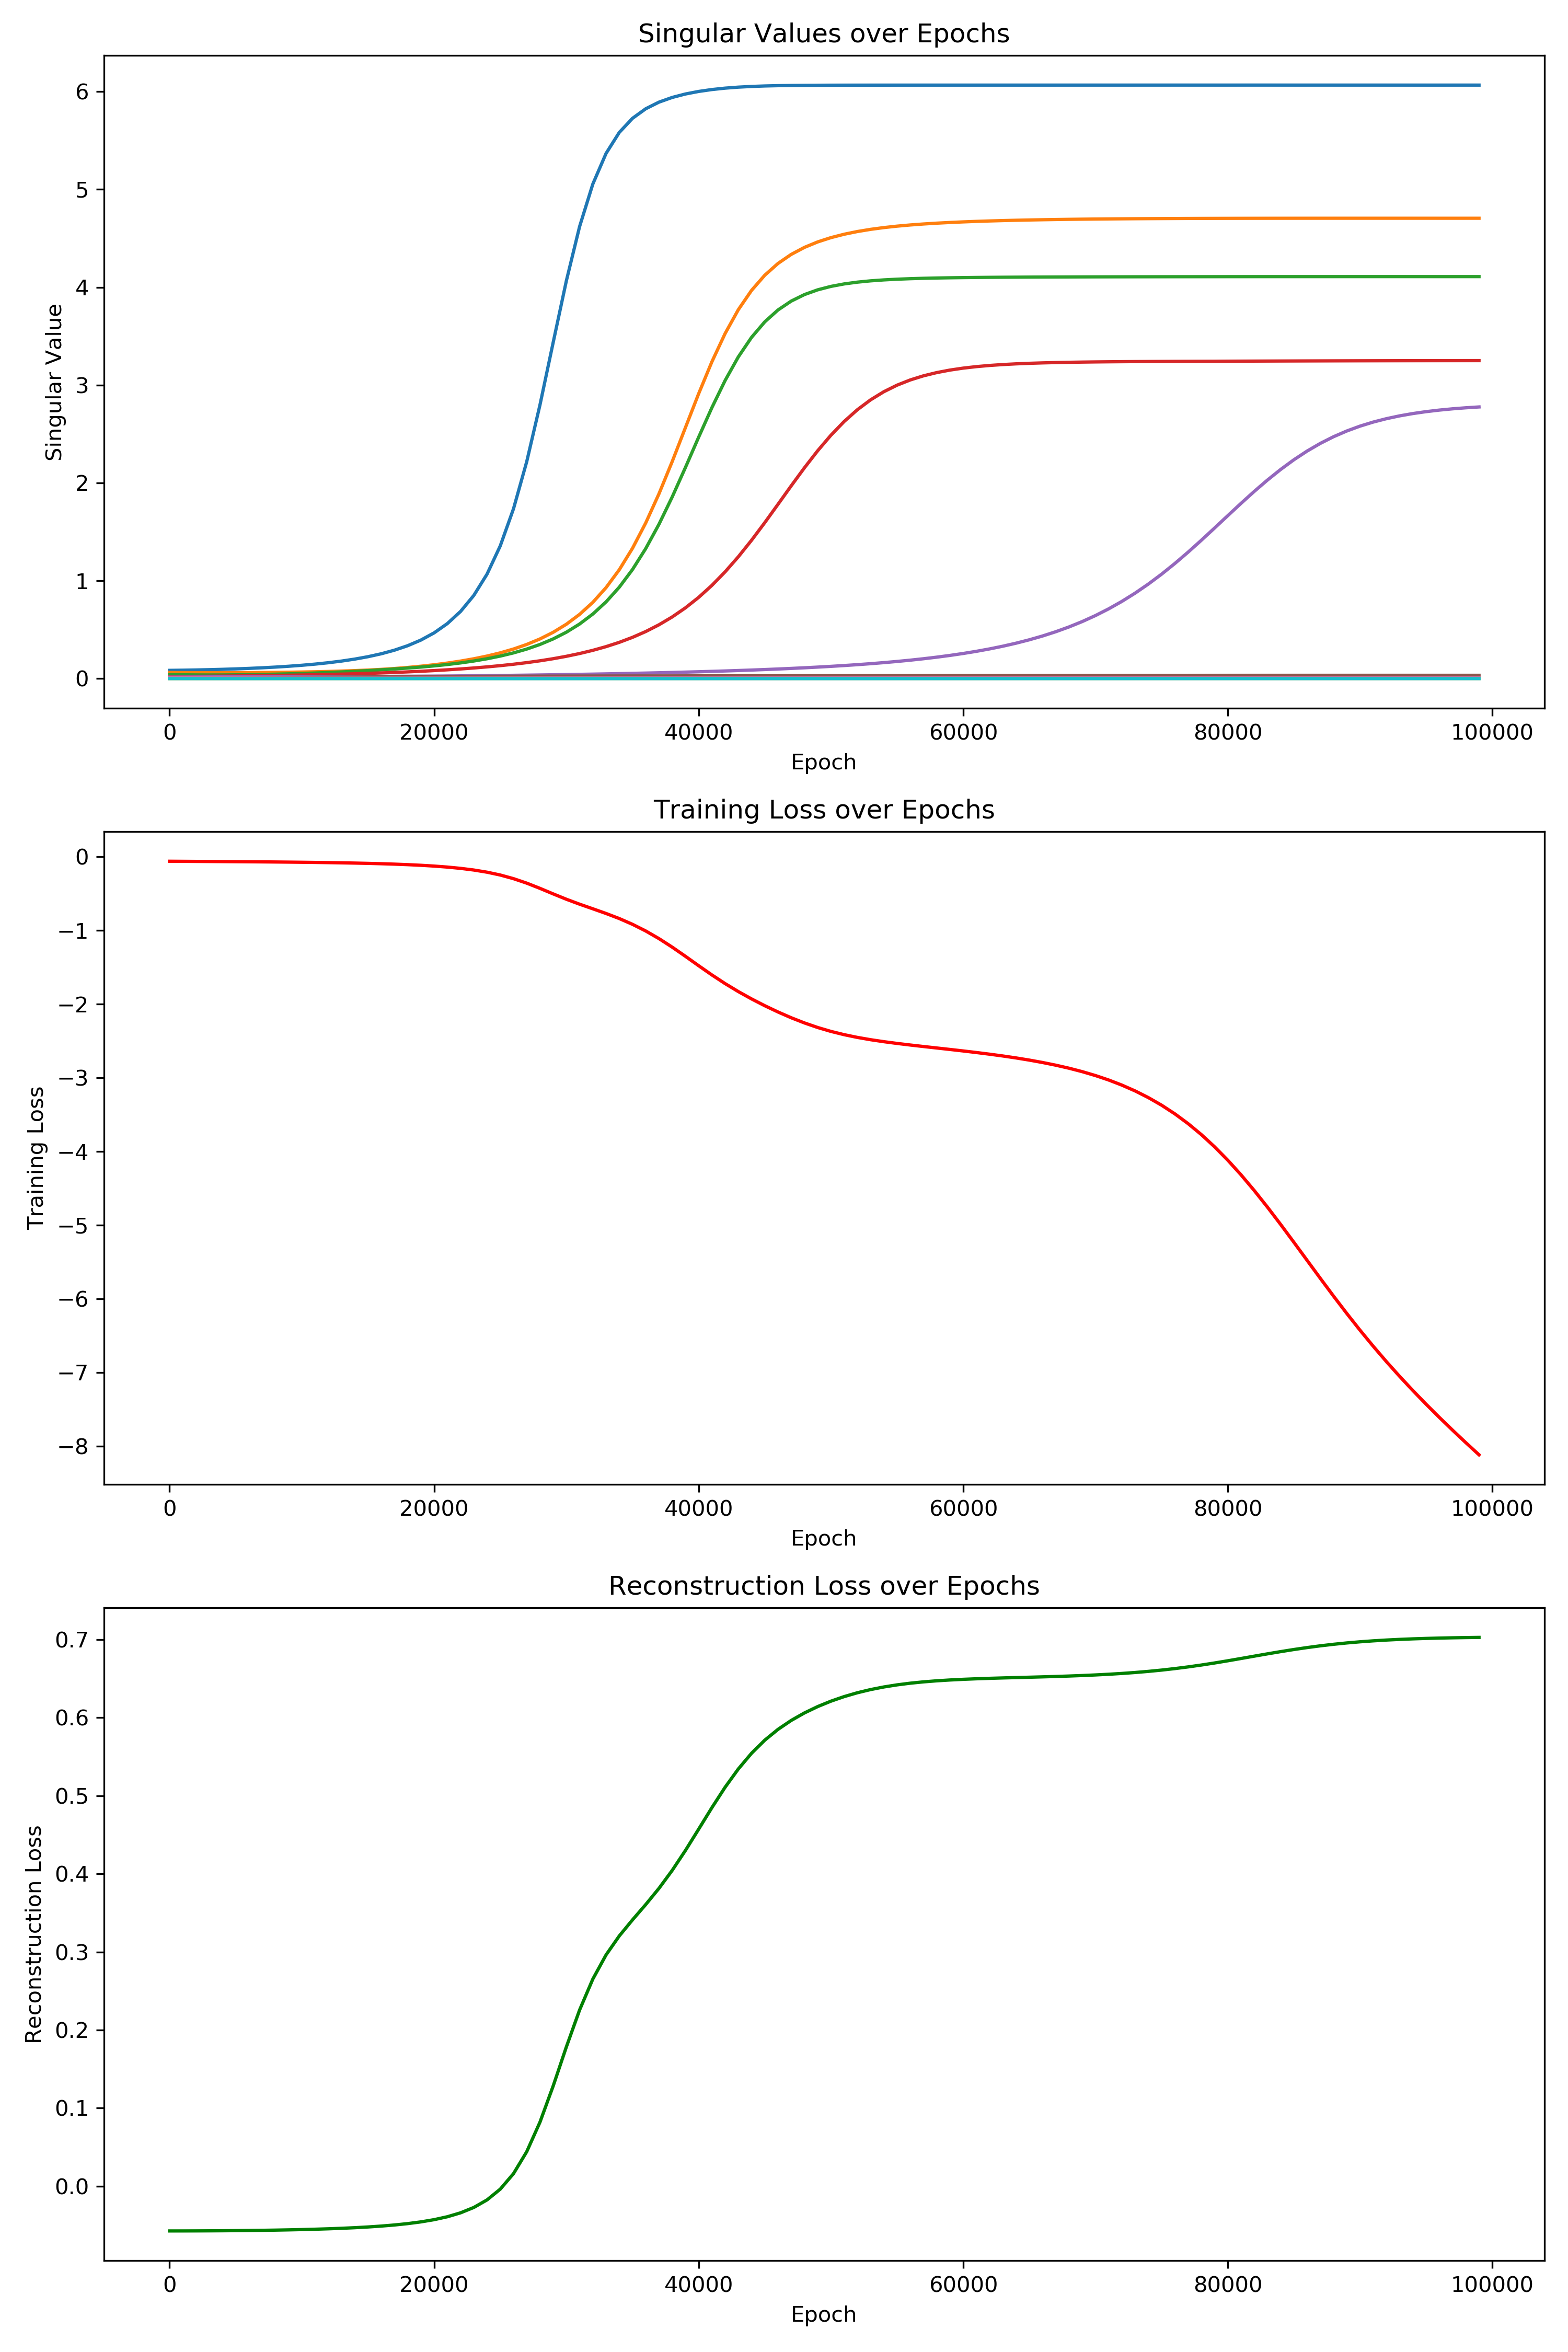 Singular Values over Epochs
6
5
4
3
2
1
0
Singular Value
0 20000 40000 60000 80000 100000
Epoch
Training Loss over Epochs
0
−1
−2
−3
−4
−5
−6
−7
−8
Training Loss
0 20000 40000 60000 80000 100000
Epoch
Reconstruction Loss over Epochs
0.7
0.6
0.5
0.4
0.3
0.2
0.1
0.0
Reconstruction Loss
0 20000 40000 60000 80000 100000
Epoch